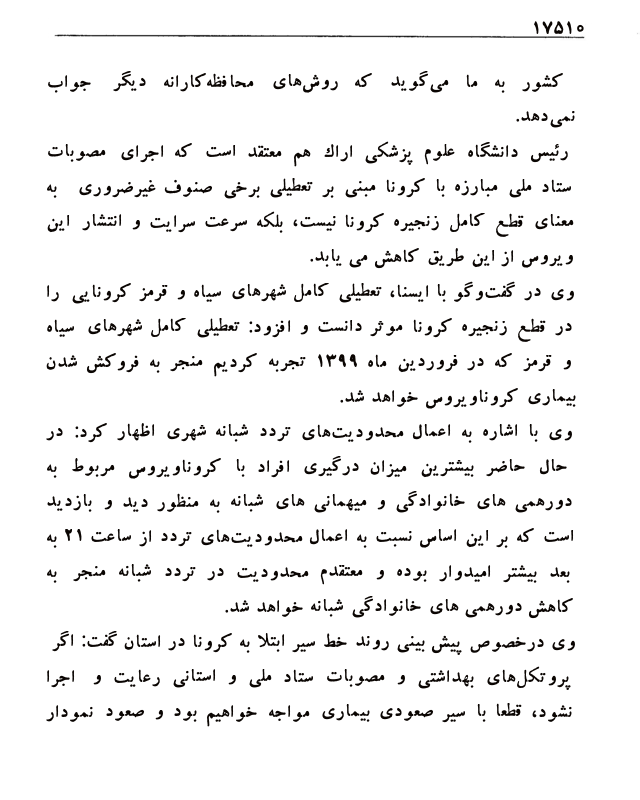 ۱۷۵۱۰
کشور به ما می‌گوید که روش‌های محافظه‌کارانه دیگر جواب
نمی‌دهد.
رئیس دانشگاه علوم پزشکی اراك هم معتقد است که اجرای مصوبات
ستاد ملی مبارزه با کرونا مبنی بر تعطیلی برخی صنوف غیرضروری به
معنای قطع کامل زنجیره کرونا نیست، بلکه سرعت سرایت و انتشار این
ویروس از این طریق کاهش می یابد.
وی در گفت‌وگو با ایسنا، تعطیلی کامل شهرهای سیاه و قرمز کرونایی را
در قطع زنجیره کرونا موثر دانست و افزود: تعطیلی کامل شهرهای سیاه
و قرمز که در فروردین ماه ۱۳۹۹ تجربه کردیم منجر به فروکش شدن
بیماری کروناویروس خواهد شد.
وی با اشاره به اعمال محدودیت‌های تردد شبانه شهری اظهار کرد: در
حال حاضر بیشترین میزان درگیری افراد با کروناویروس مربوط به
دورهمی های خانوادگی و میهمانی های شبانه به منظور دید و بازدید
است که بر این اساس نسبت به اعمال محدودیت‌های تردد از ساعت ۲۱ به
بعد بیشتر امیدوار بوده و معتقدم محدودیت در تردد شبانه منجر به
کاهش دورهمی های خانوادگی شبانه خواهد شد.
وی درخصوص پیش بینی روند خط سیر ابتلا به کرونا در استان گفت: اگر
پروتکل‌های بهداشتی و مصوبات ستاد ملی و استانی رعایت و اجرا
نشود، قطعا با سیر صعودی بیماری مواجه خواهیم بود و صعود نمودار